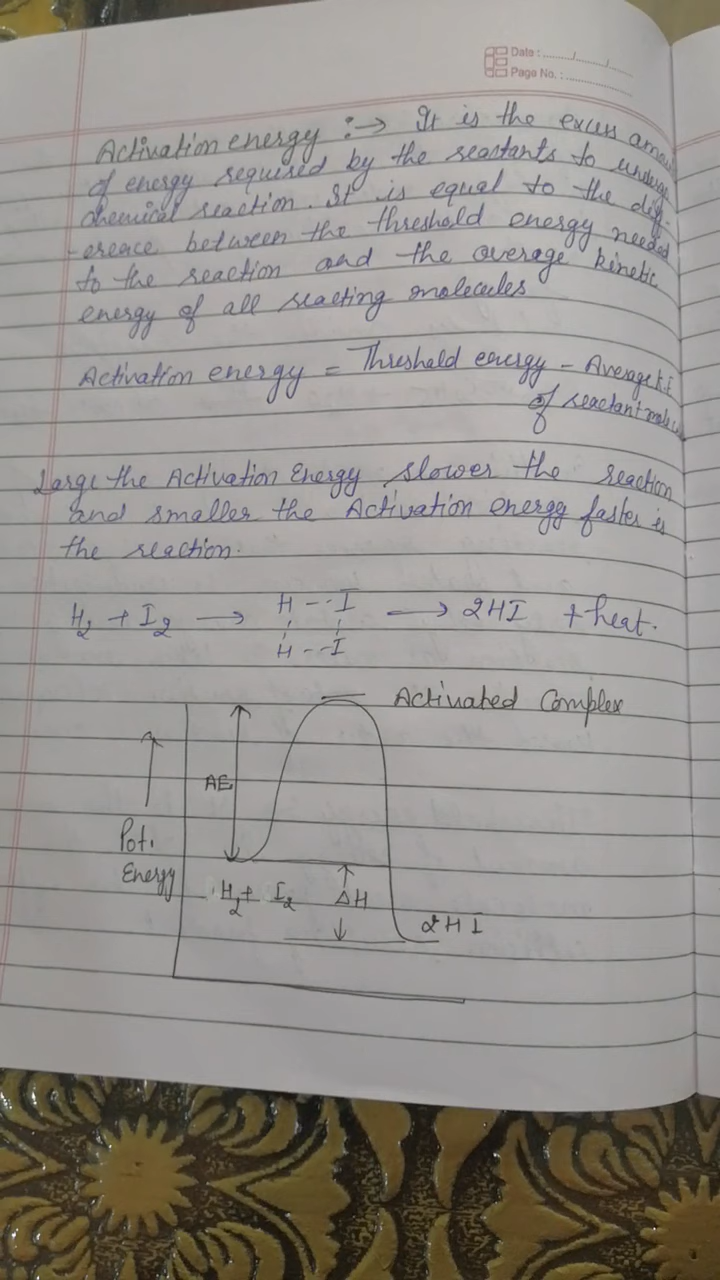 Date : ......./......./.......
Page No. : .................
Activation energy :→ It is the excess amou
of energy required by the reactants to undergo
chemical reaction. It is equal to the diff-
-erence between the threshold energy needed
to the reaction and the average kinetic
energy of all reacting molecules
Activation energy = Threshold energy - Average K.E
of reactant molecu
Large the Activation Energy slower the reaction
and smaller the Activation energy faster is
the reaction.
H2 + I2 → H--I → 2HI + heat.
H--I
Activated Complex
AE
Pot.
Energy
H2 + I2 ΔH
2HI